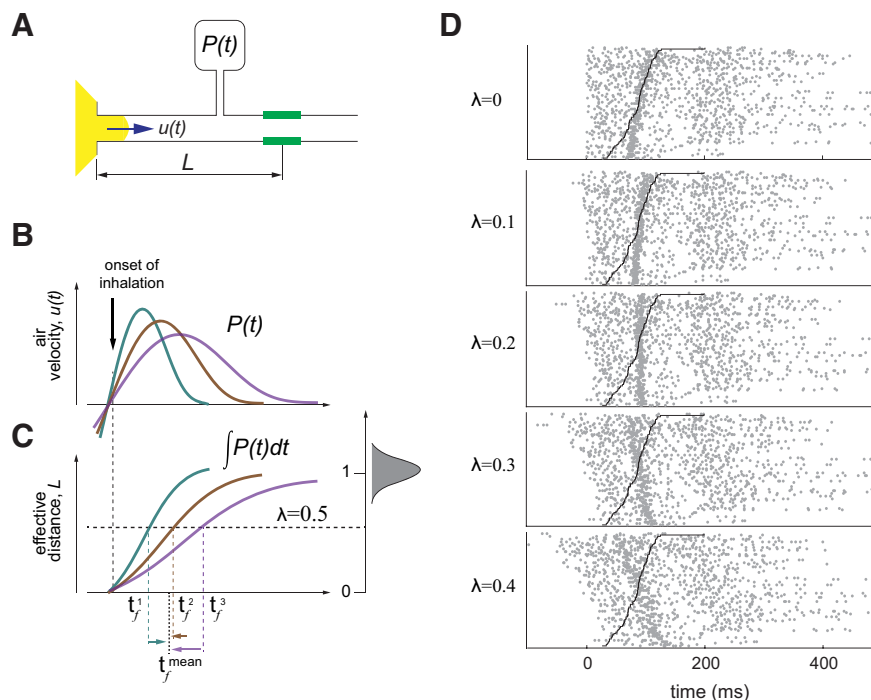 A
P(t)
u(t)
L
B
onset of
inhalation
air
velocity, u(t)
P(t)
C
∫P(t)dt
effective
distance, L
λ=0.5
1
0
t_f^1
t_f^2
t_f^3
t_f^mean
D
λ=0
λ=0.1
λ=0.2
λ=0.3
λ=0.4
0
200
400
time (ms)